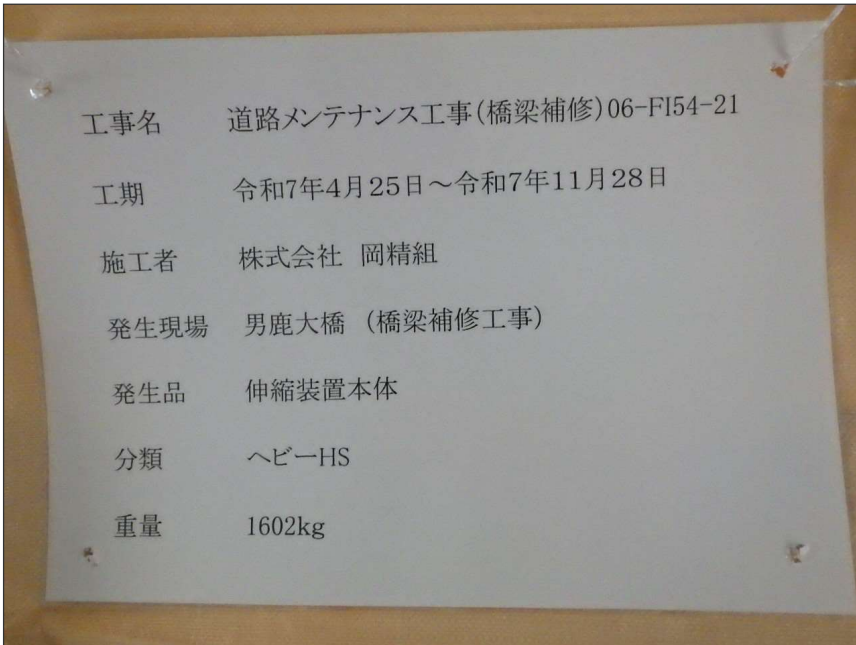 工事名 道路メンテナンス工事(橋梁補修)06-FI54-21
工期 令和7年4月25日～令和7年11月28日
施工者 株式会社 岡精組
発生現場 男鹿大橋 (橋梁補修工事)
発生品 伸縮装置本体
分類 ヘビーHS
重量 1602kg